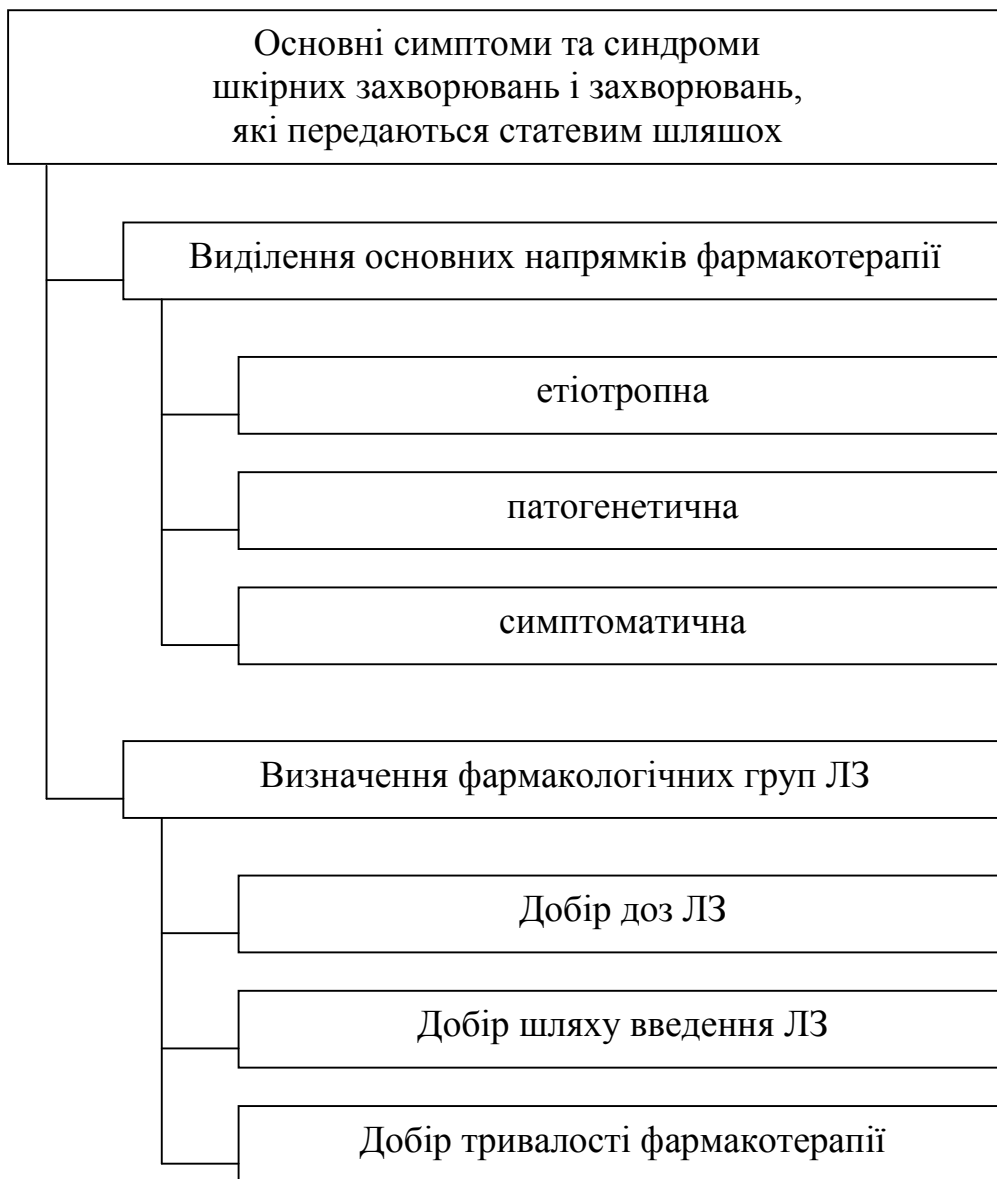 Основні симптоми та синдроми
шкірних захворювань і захворювань,
які передаються статевим шляшох
Виділення основних напрямків фармакотерапії
етіотропна
патогенетична
симптоматична
Визначення фармакологічних груп ЛЗ
Добір доз ЛЗ
Добір шляху введення ЛЗ
Добір тривалості фармакотерапії